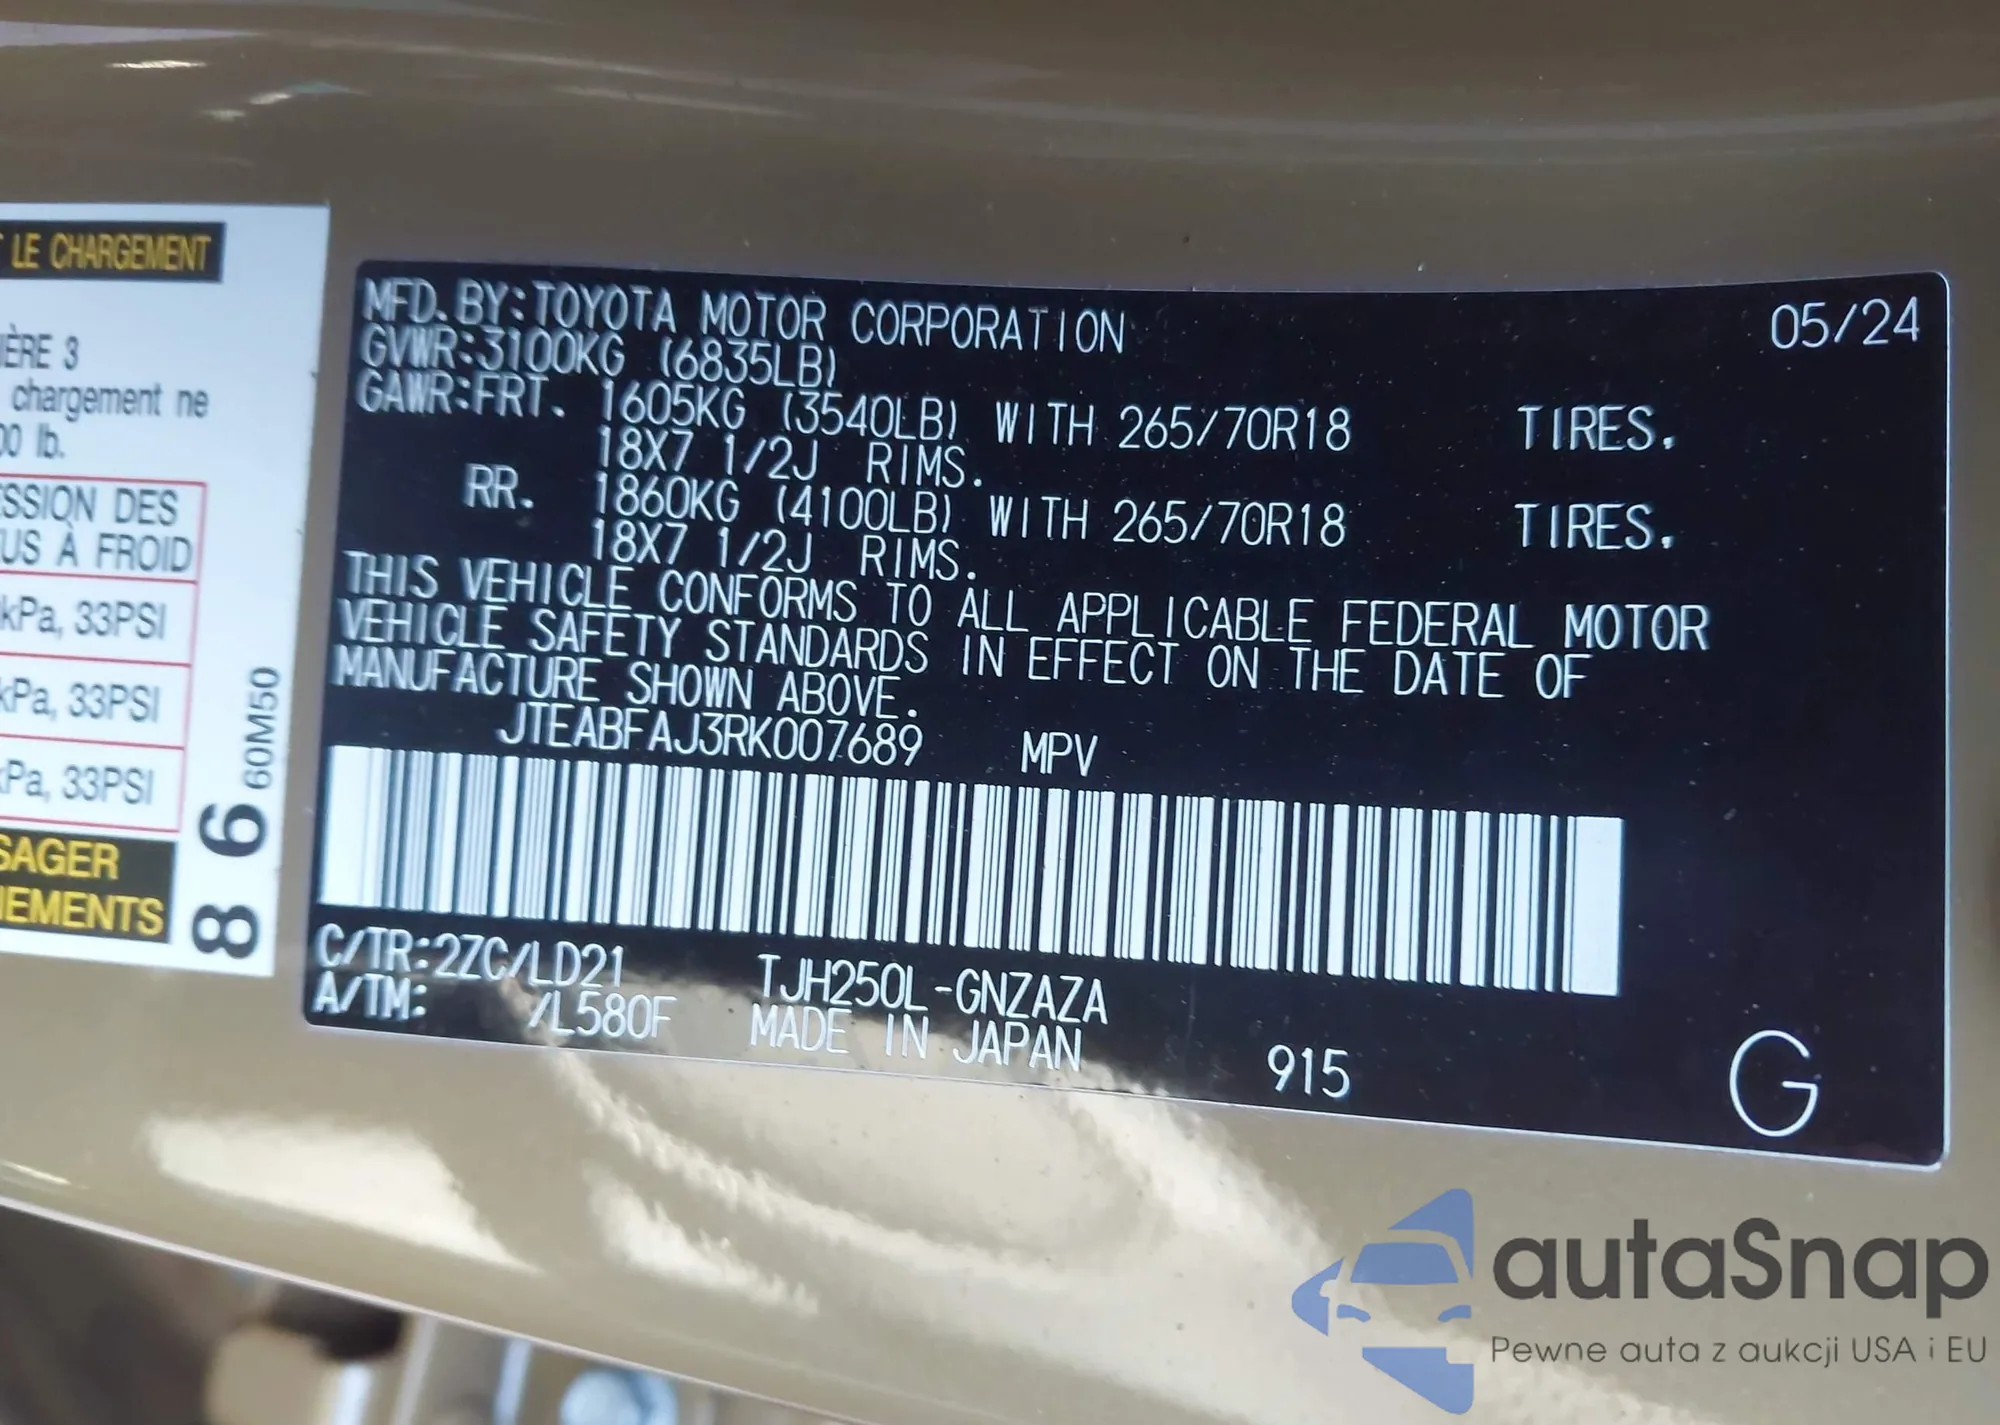 LE CHARGEMENT
IÈRE 3
chargement ne
00 lb.
SSION DES
US À FROID
kPa, 33PSI
kPa, 33PSI
kPa, 33PSI
SAGER
NEMENTS
86 60M50
MFD. BY:TOYOTA MOTOR CORPORATION 05/24
GVWR:3100KG (6835LB)
GAWR:FRT. 1605KG (3540LB) WITH 265/70R18 TIRES.
18X7 1/2J RIMS.
RR. 1860KG (4100LB) WITH 265/70R18 TIRES.
18X7 1/2J RIMS.
THIS VEHICLE CONFORMS TO ALL APPLICABLE FEDERAL MOTOR
VEHICLE SAFETY STANDARDS IN EFFECT ON THE DATE OF
MANUFACTURE SHOWN ABOVE.
JTEABFAJ3RK007689 MPV
C/TR:2ZC/LD21 TJH250L-GNZAZA
A/TM: /L580F MADE IN JAPAN 915 G
autaSnap
Pewne auta z aukcji USA i EU